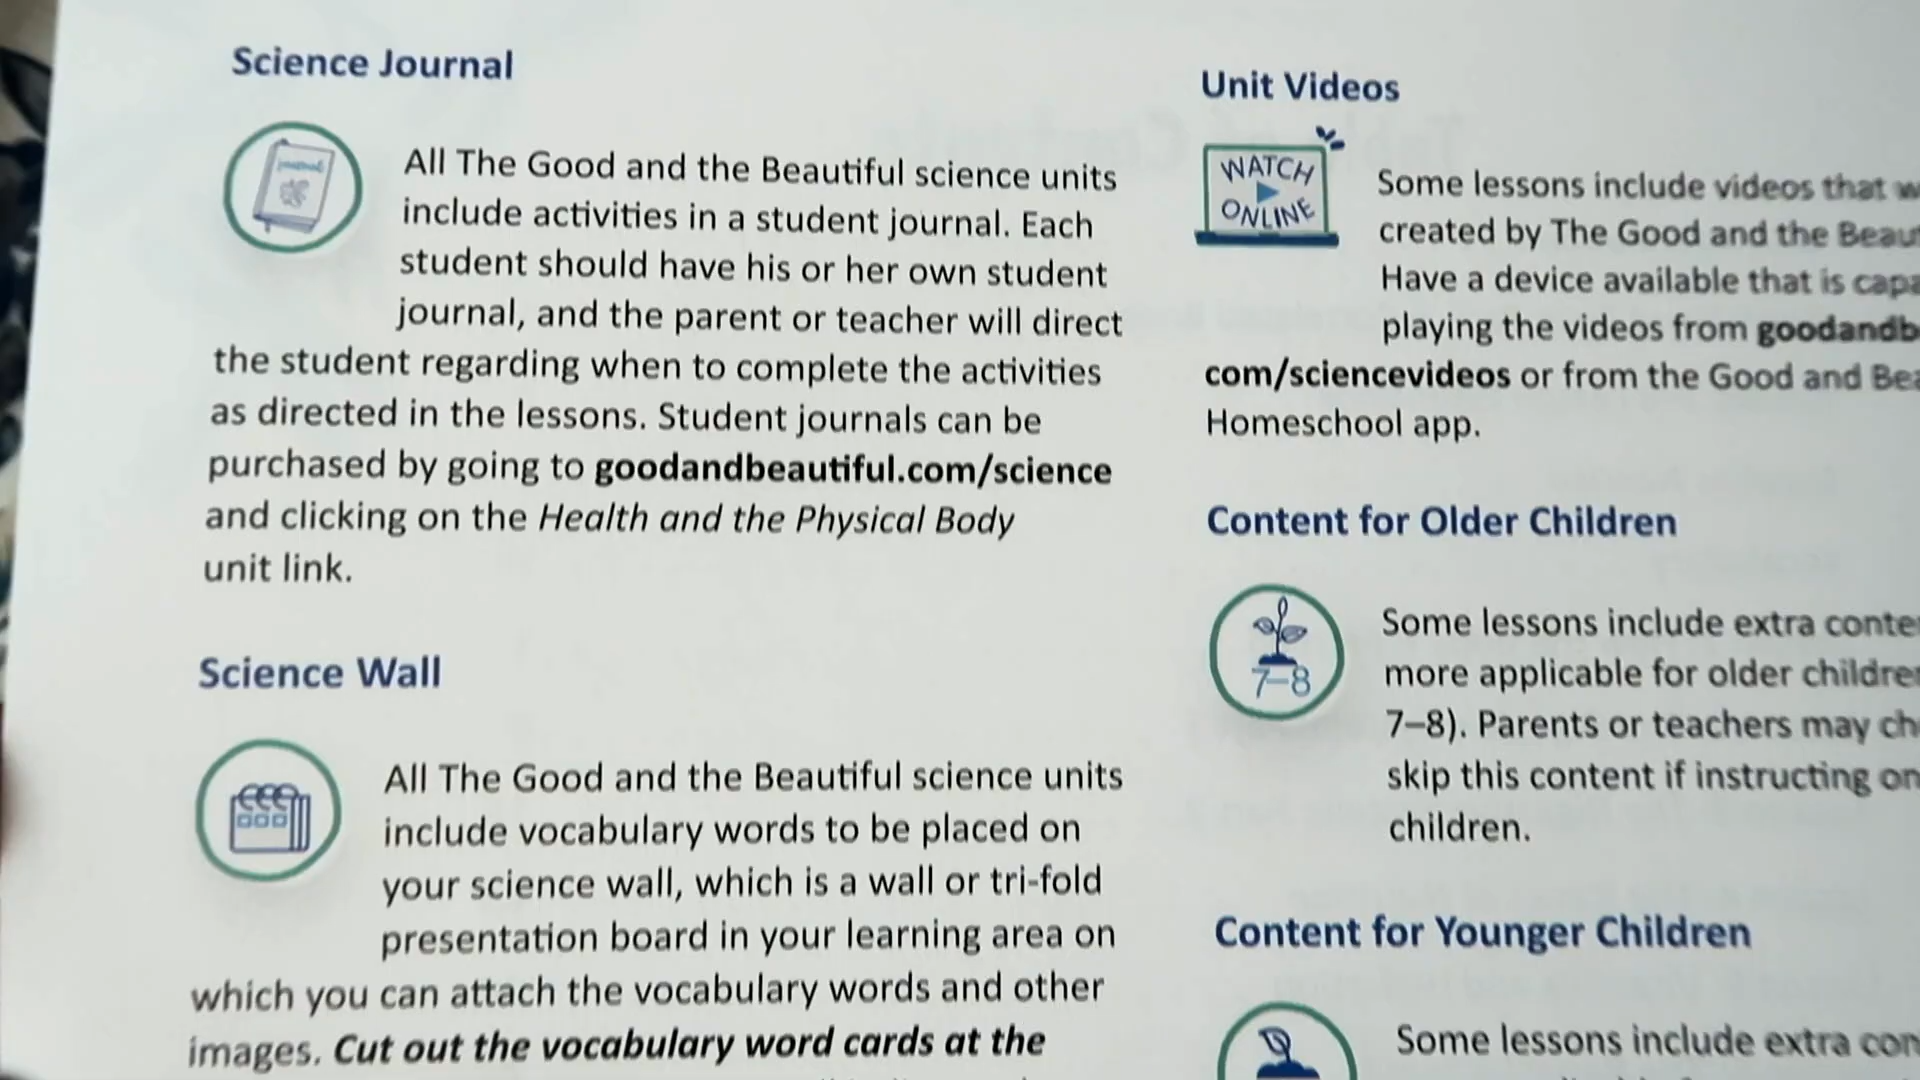 Science Journal
journal
All The Good and the Beautiful science units
include activities in a student journal. Each
student should have his or her own student
journal, and the parent or teacher will direct
the student regarding when to complete the activities
as directed in the lessons. Student journals can be
purchased by going to goodandbeautiful.com/science
and clicking on the Health and the Physical Body
unit link.
Science Wall
All The Good and the Beautiful science units
include vocabulary words to be placed on
your science wall, which is a wall or tri-fold
presentation board in your learning area on
which you can attach the vocabulary words and other
images. Cut out the vocabulary word cards at the
Unit Videos
WATCH
ONLINE
Some lessons include videos that
created by The Good and the
Have a device available that is
playing the videos from
com/sciencevideos or from the Good and
Homeschool app.
Content for Older Children
7–8
Some lessons include extra
more applicable for older
7–8). Parents or teachers may
skip this content if instructing
children.
Content for Younger Children
Some lessons include extra